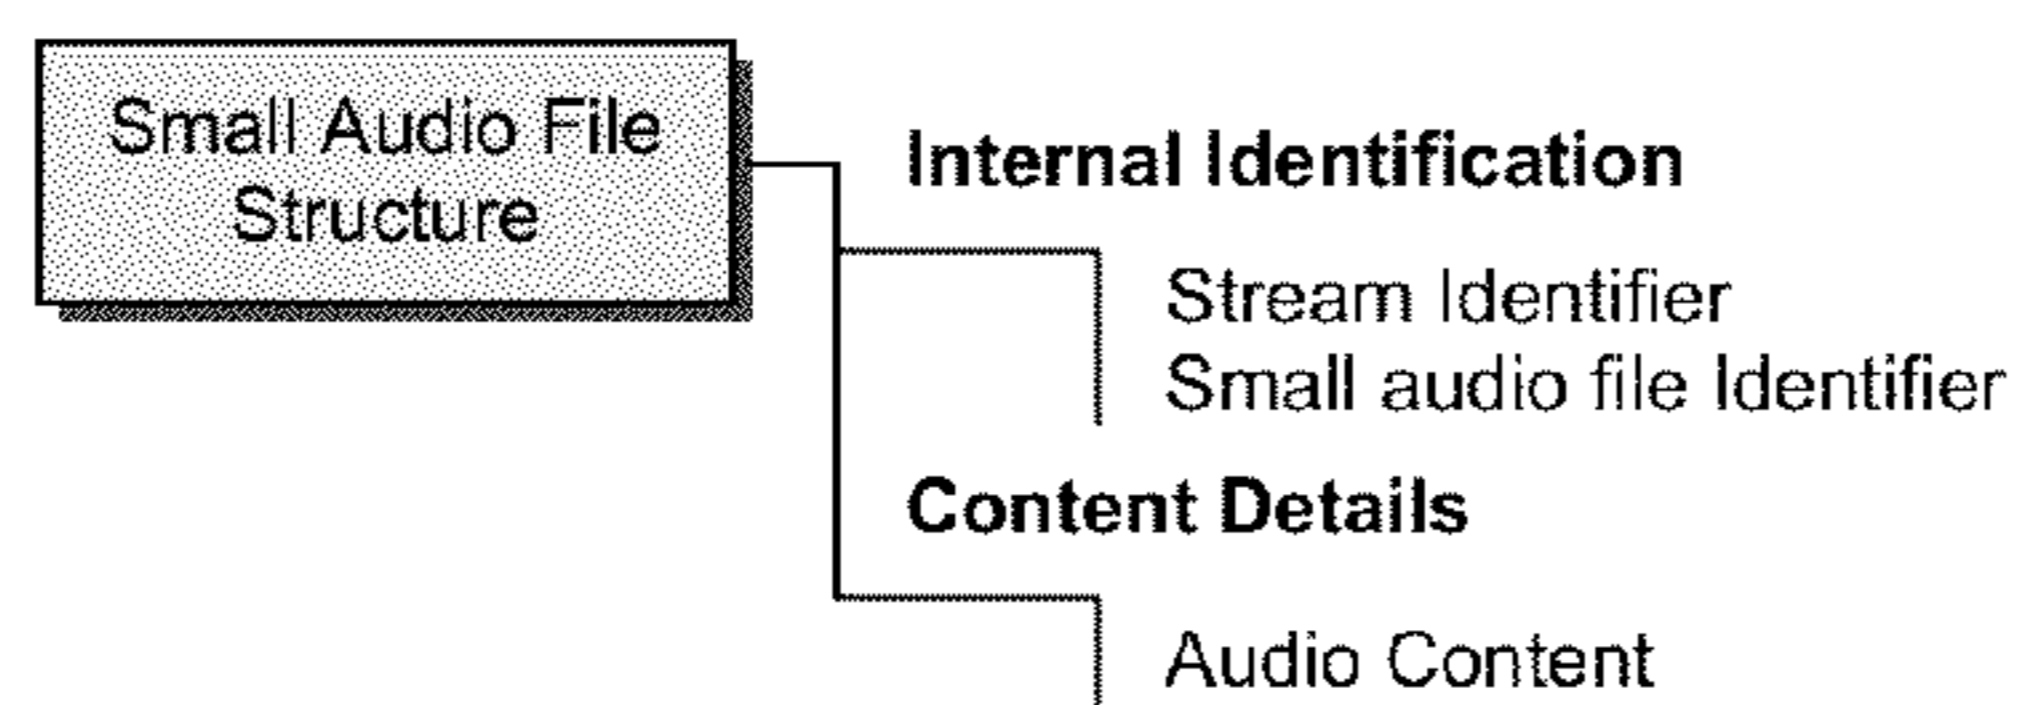 Small Audio File
Structure
Internal Identification
Stream Identifier
Small audio file Identifier
Content Details
Audio Content